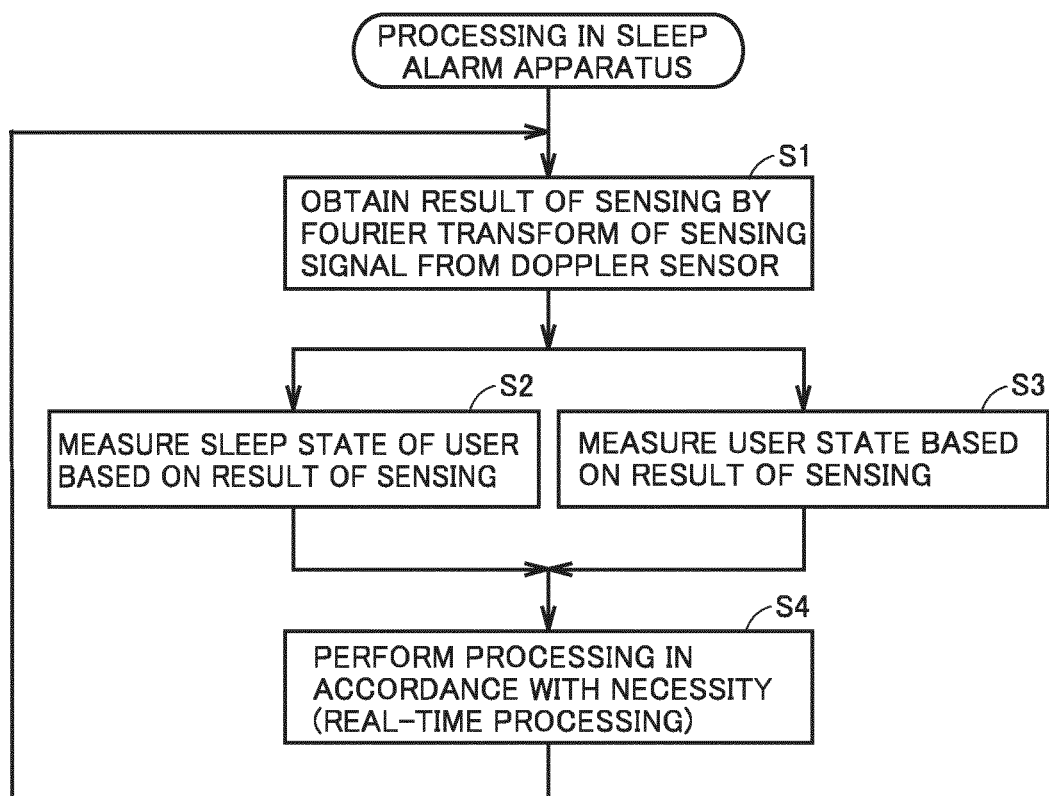 PROCESSING IN SLEEP
ALARM APPARATUS
S1
OBTAIN RESULT OF SENSING BY
FOURIER TRANSFORM OF SENSING
SIGNAL FROM DOPPLER SENSOR
S2
MEASURE SLEEP STATE OF USER
BASED ON RESULT OF SENSING
S3
MEASURE USER STATE BASED
ON RESULT OF SENSING
S4
PERFORM PROCESSING IN
ACCORDANCE WITH NECESSITY
(REAL-TIME PROCESSING)